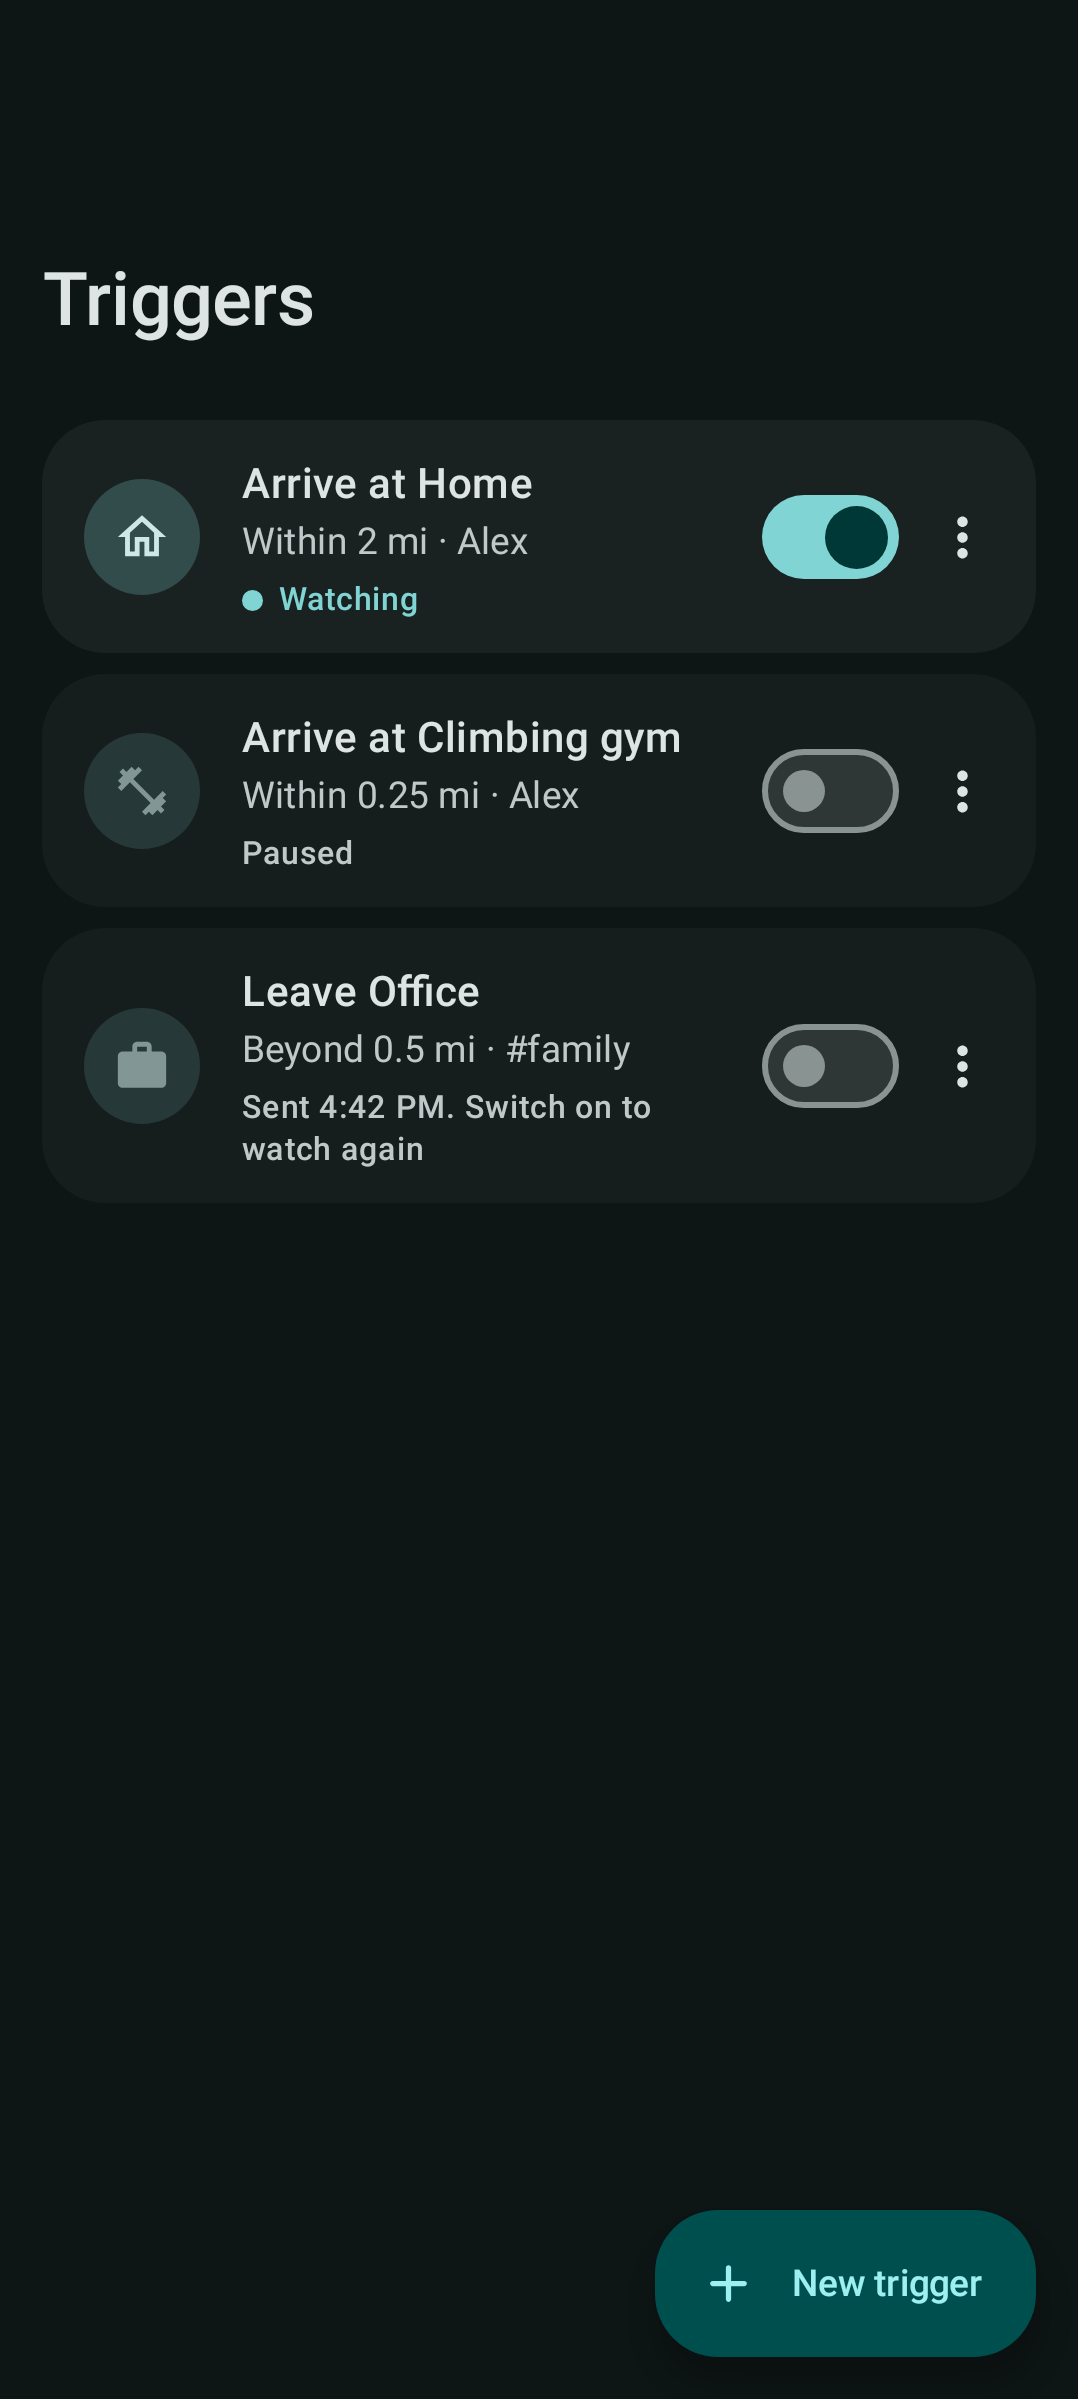 Triggers
Arrive at Home
Within 2 mi · Alex
Watching
Arrive at Climbing gym
Within 0.25 mi · Alex
Paused
Leave Office
Beyond 0.5 mi · #family
Sent 4:42 PM. Switch on to
watch again
New trigger